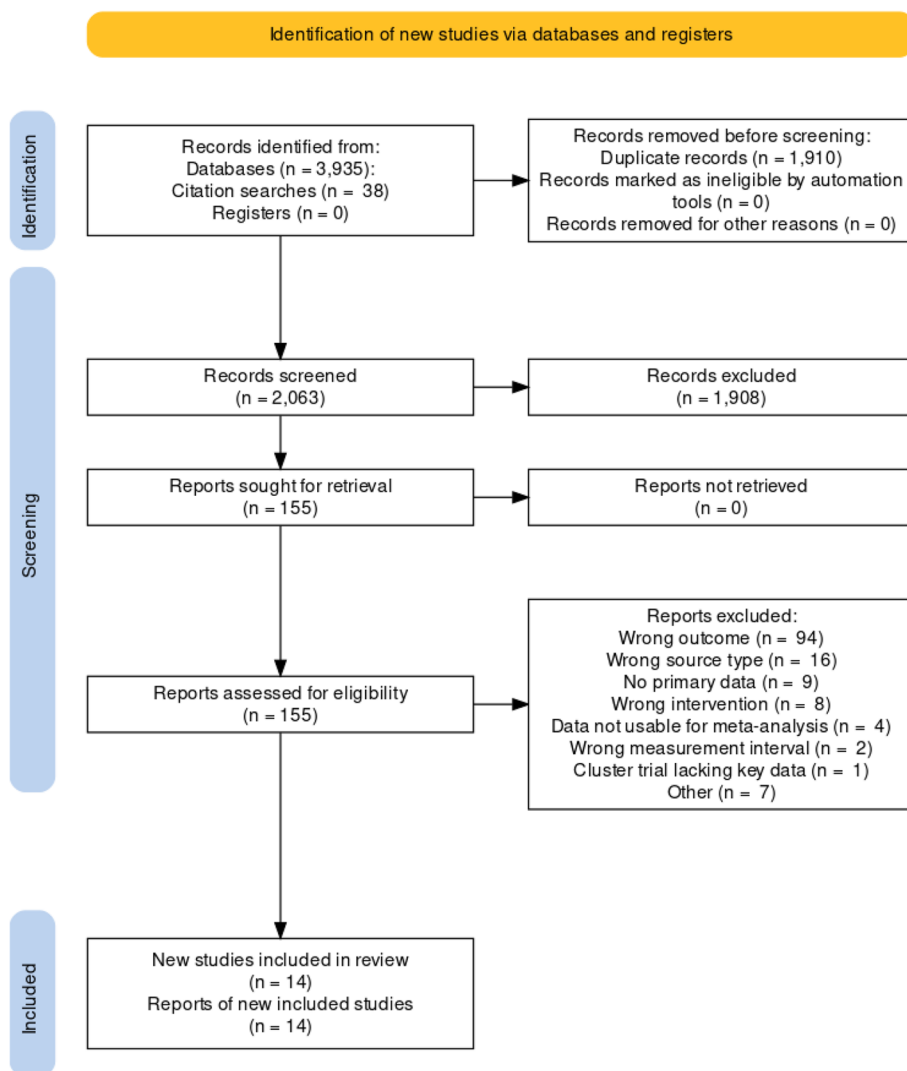 Identification of new studies via databases and registers
Identification
Records identified from:
Databases (n = 3,935):
Citation searches (n = 38)
Registers (n = 0)
Records removed before screening:
Duplicate records (n = 1,910)
Records marked as ineligible by automation
tools (n = 0)
Records removed for other reasons (n = 0)
Screening
Records screened
(n = 2,063)
Records excluded
(n = 1,908)
Reports sought for retrieval
(n = 155)
Reports not retrieved
(n = 0)
Reports assessed for eligibility
(n = 155)
Reports excluded:
Wrong outcome (n = 94)
Wrong source type (n = 16)
No primary data (n = 9)
Wrong intervention (n = 8)
Data not usable for meta-analysis (n = 4)
Wrong measurement interval (n = 2)
Cluster trial lacking key data (n = 1)
Other (n = 7)
Included
New studies included in review
(n = 14)
Reports of new included studies
(n = 14)